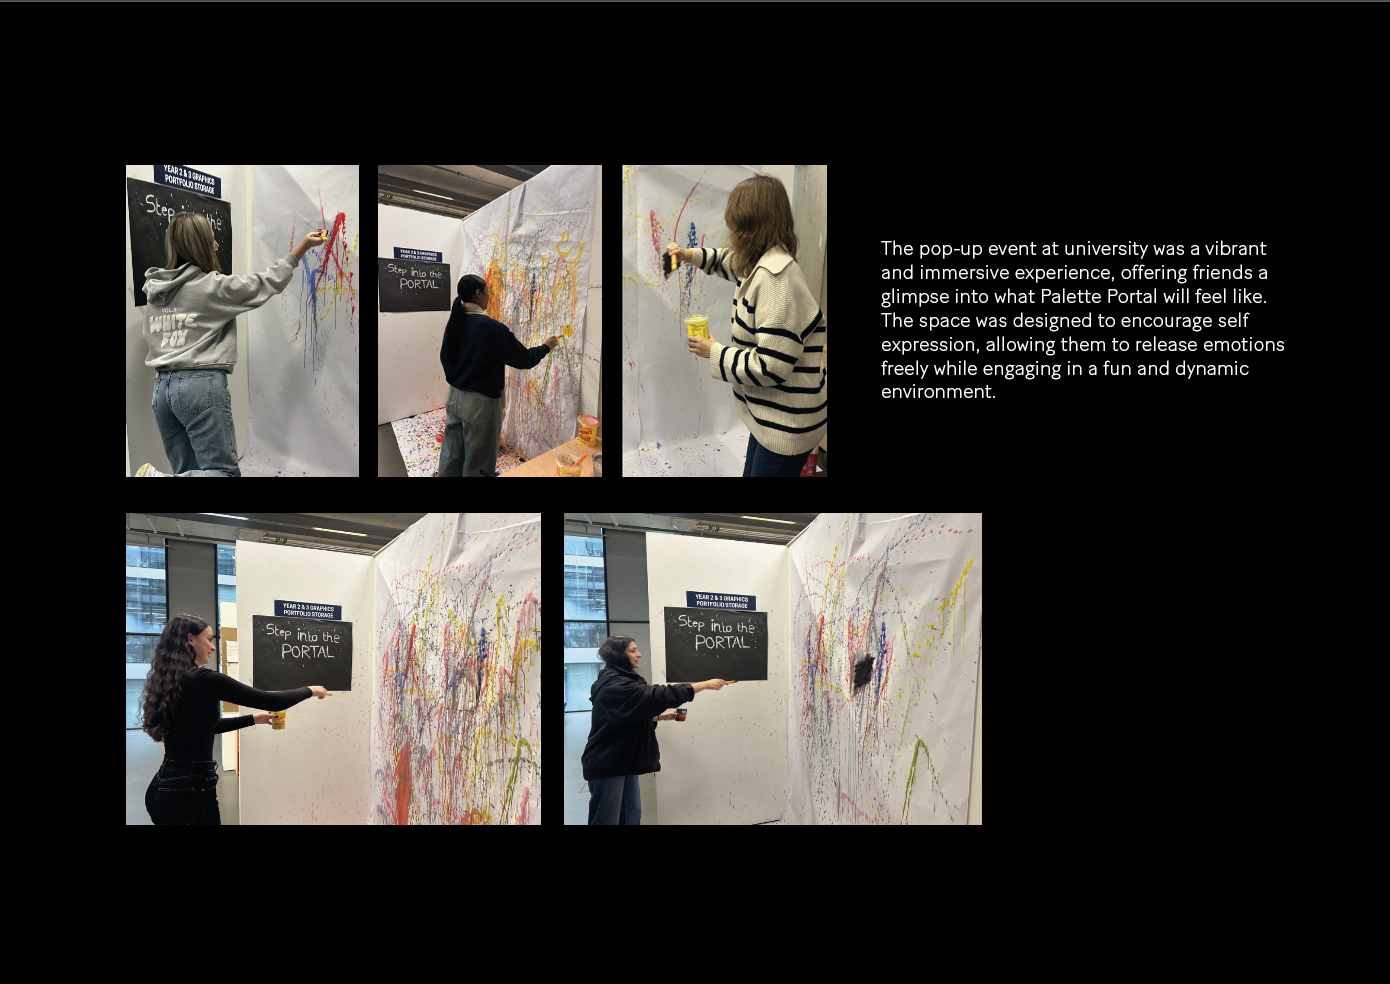 YEAR 2 & 3 GRAPHICS
PORTFOLIO STORAGE
Step the
WHITE
FOX
YEAR 2 & 3 GRAPHICS
PORTFOLIO STORAGE
Step into the
PORTAL
The pop-up event at university was a vibrant
and immersive experience, offering friends a
glimpse into what Palette Portal will feel like.
The space was designed to encourage self
expression, allowing them to release emotions
freely while engaging in a fun and dynamic
environment.
YEAR 2 & 3 GRAPHICS
PORTFOLIO STORAGE
Step into the
PORTAL
YEAR 2 & 3 GRAPHICS
PORTFOLIO STORAGE
Step into the
PORTAL